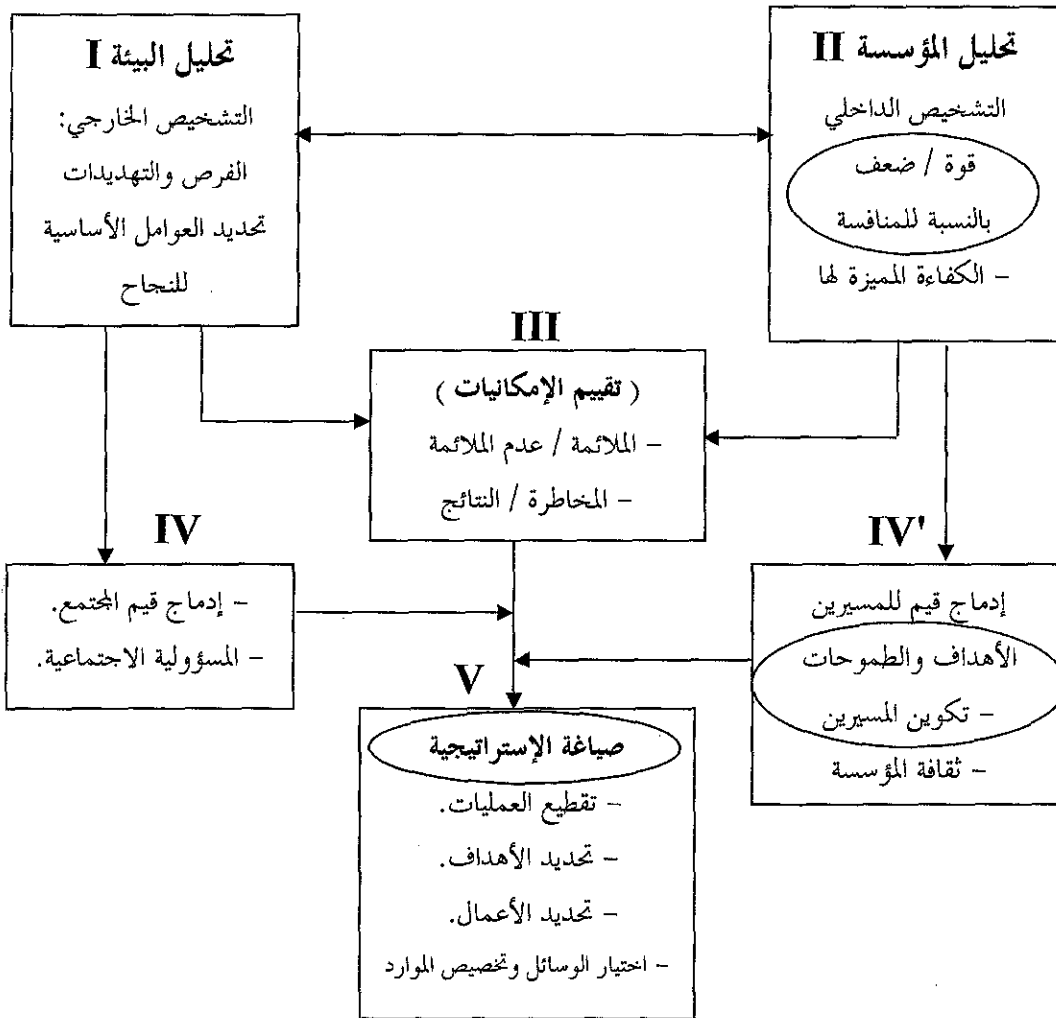 تحليل المؤسسة II
التشخيص الداخلي
قوة / ضعف
بالنسبة للمنافسة
– الكفاءة المميزة لها
تحليل البيئة I
التشخيص الخارجي:
الفرص والتهديدات
تحديد العوامل الأساسية
للنجاح
III
( تقييم الإمكانيات )
– الملائمة / عدم الملائمة
– المخاطرة / النتائج
IV'
إدماج قيم للمسيرين
الأهداف والطموحات
– تكوين المسيرين
– ثقافة المؤسسة
IV
– إدماج قيم المجتمع.
– المسؤولية الاجتماعية.
V
صياغة الإستراتيجية
– تقطيع العمليات.
– تحديد الأهداف.
– تحديد الأعمال.
– اختيار الوسائل وتخصيص الموارد